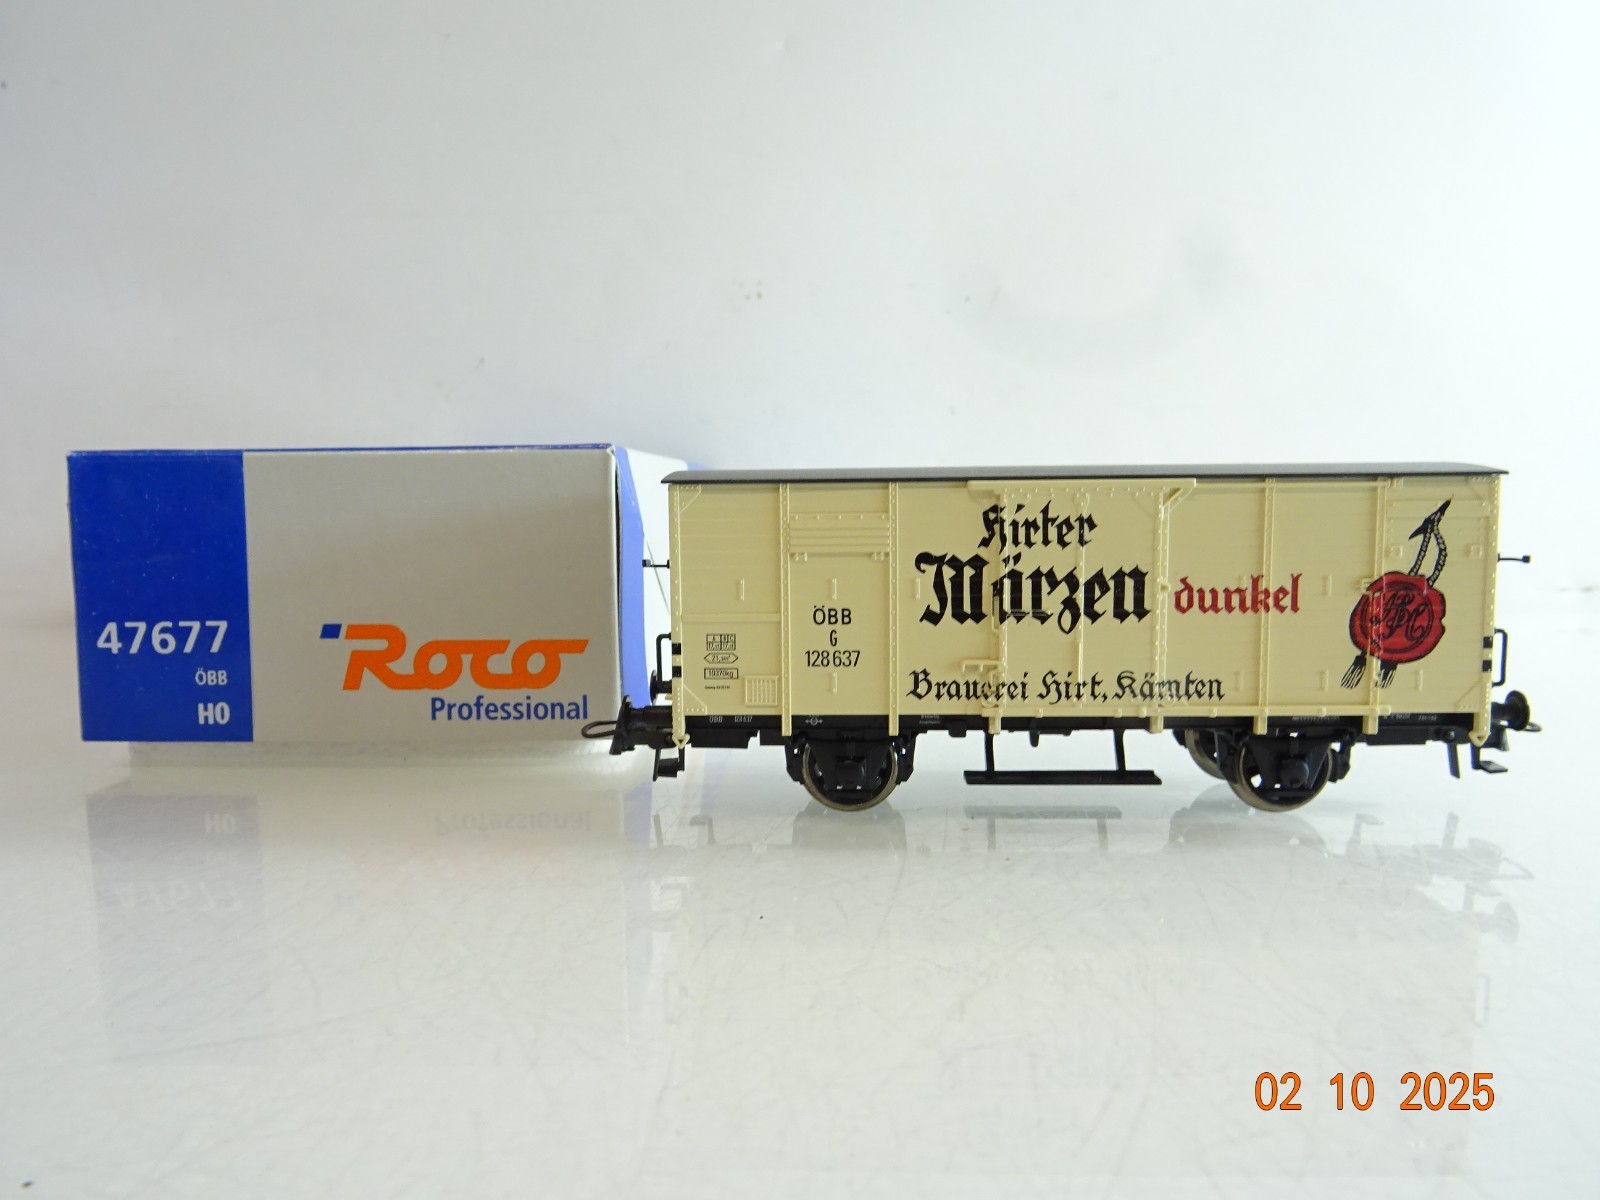 47677
ÖBB
H0
Roco
Professional
Hirter
Märzen dunkel
Brauerei Hirt, Kärnten
ÖBB
G
128 637
02 10 2025